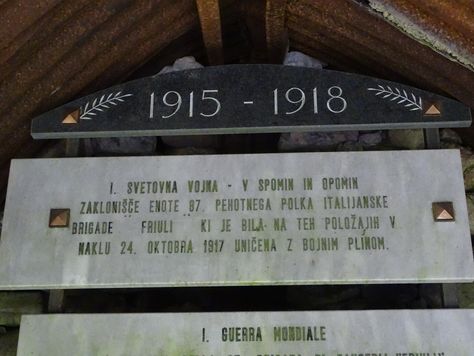 1915 - 1918
I. SVETOVNA VOJNA - V SPOMIN IN OPOMIN
ZAKLONIŠČE ENOTE 87. PEHOTNEGA POLKA ITALIJANSKE
BRIGADE " FRIULI " KI JE BILA NA TEH POLOŽAJIH V
NAKLU 24. OKTOBRA 1917 UNIČENA Z BOJNIM PLINOM.
I. GUERRA MONDIALE